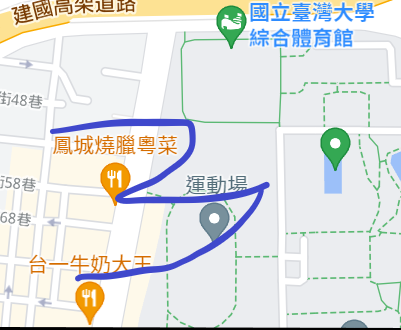 建國高架道路
國立臺灣大學
綜合體育館
街48巷
鳳城燒臘粵菜
街58巷
運動場
68巷
台一牛奶大王